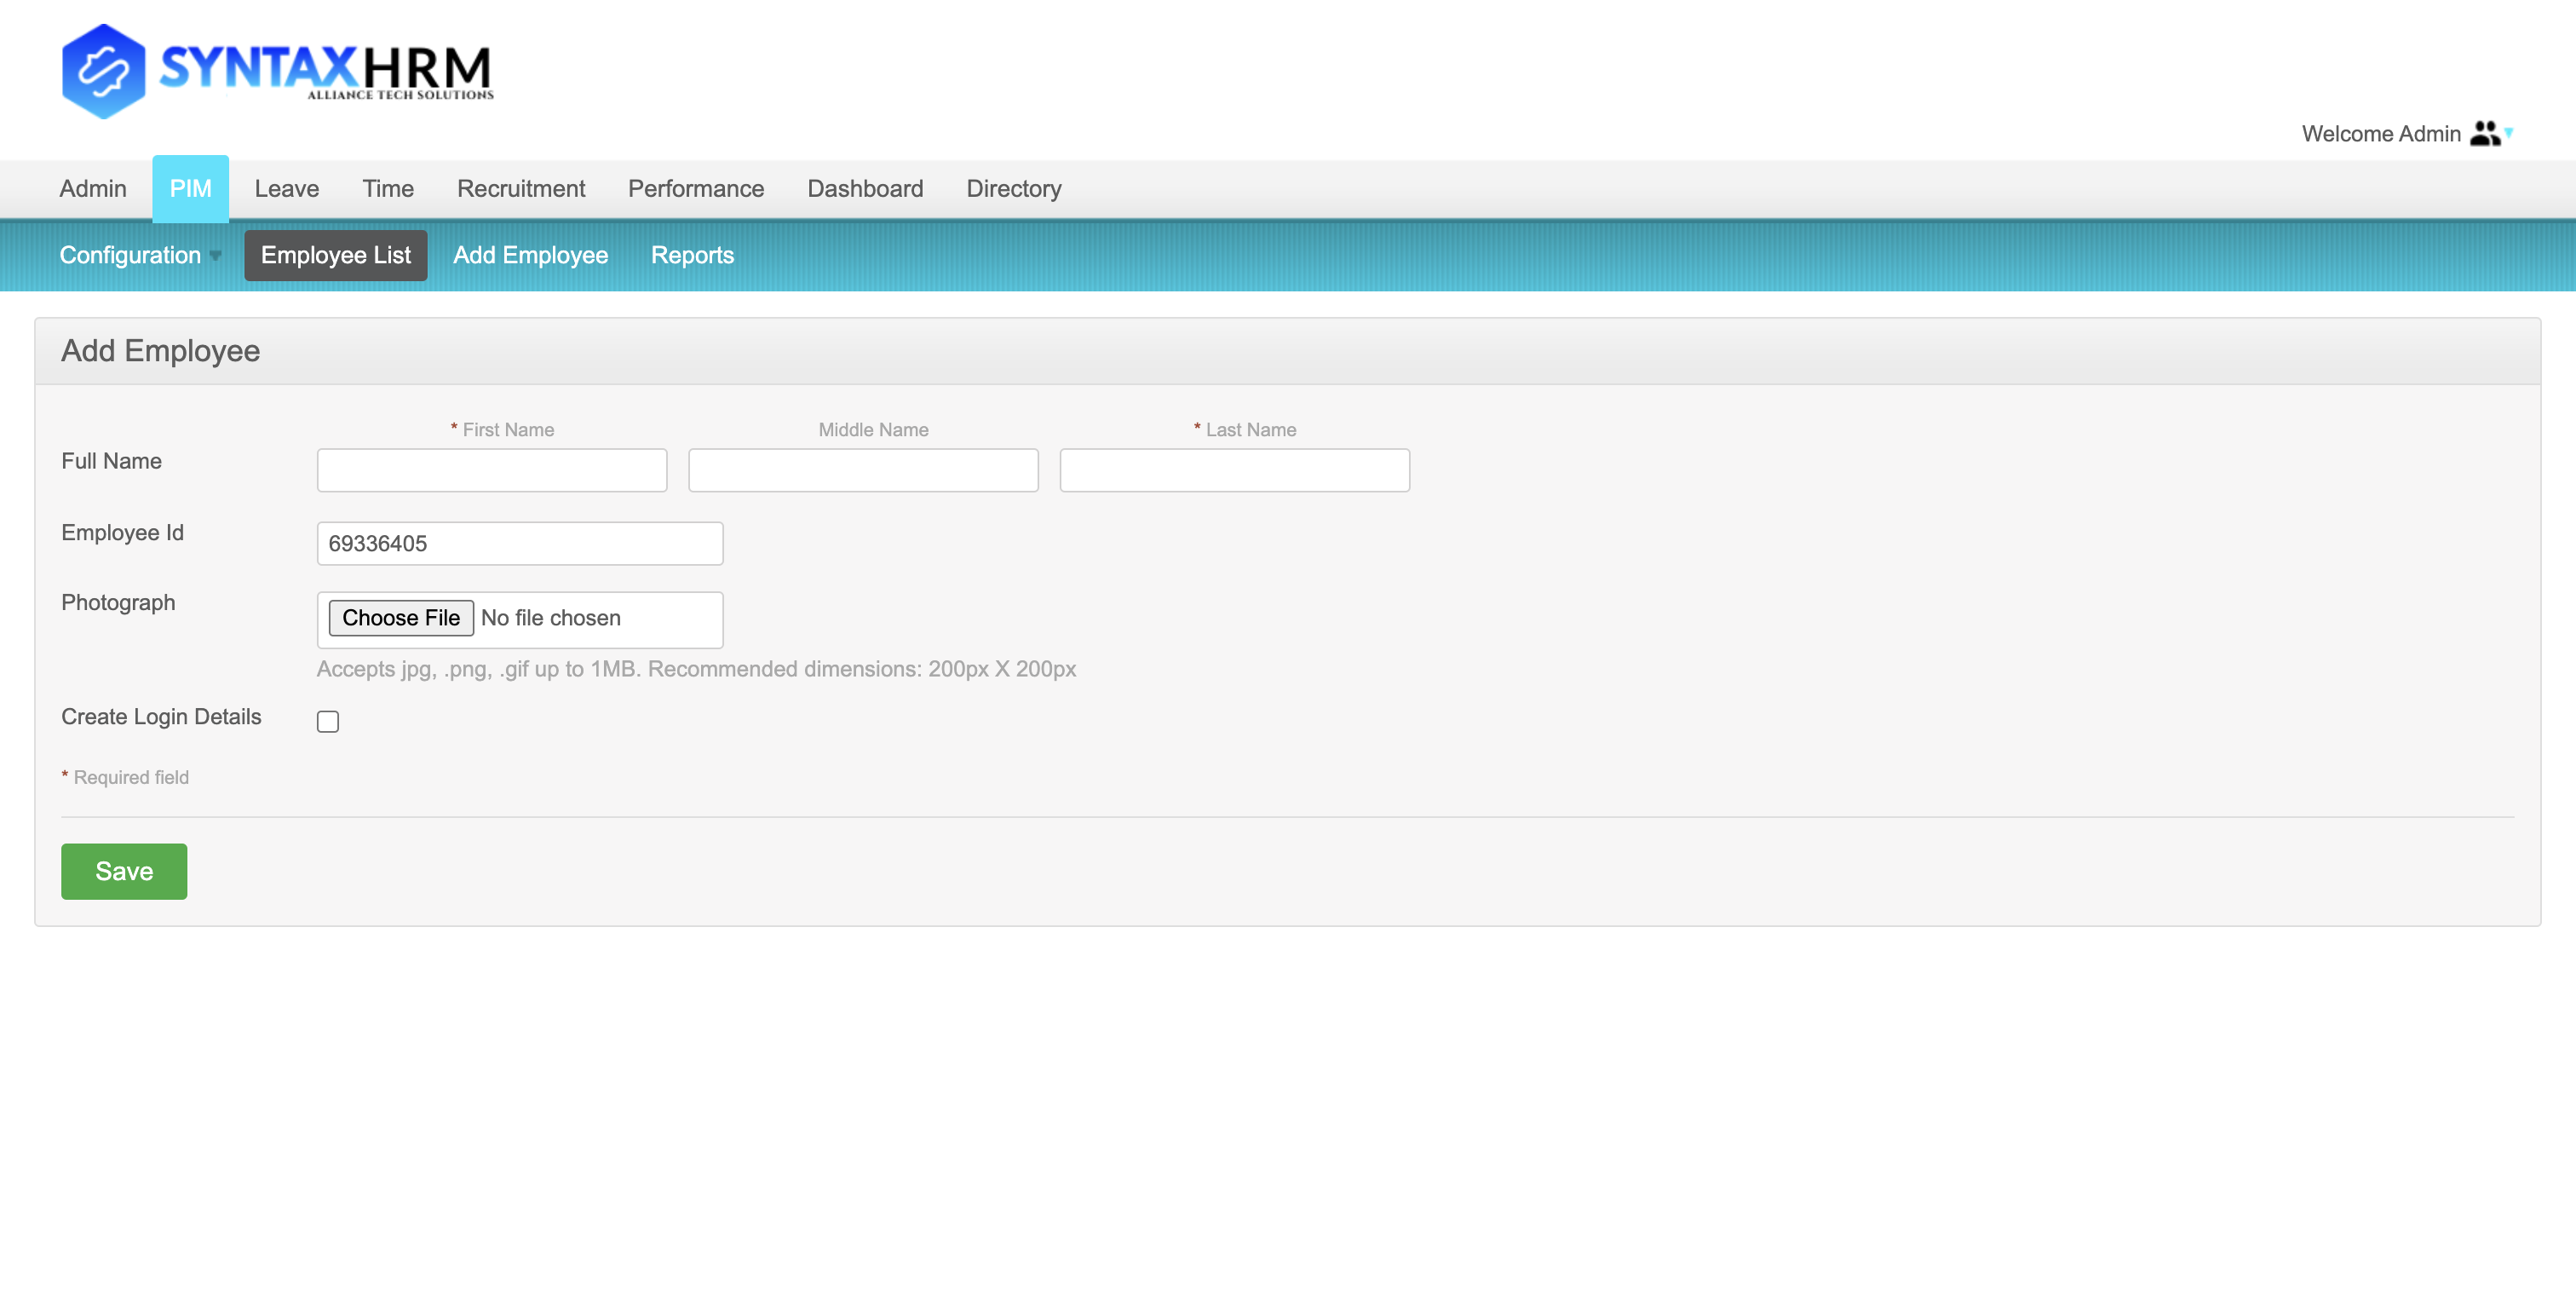 SYNTAXHRM
ALLIANCE TECH SOLUTIONS
Welcome Admin
Admin PIM Leave Time Recruitment Performance Dashboard Directory
Configuration Employee List Add Employee Reports
Add Employee
* First Name Middle Name * Last Name
Full Name
Employee Id 69336405
Photograph Choose File No file chosen
Accepts jpg, .png, .gif up to 1MB. Recommended dimensions: 200px X 200px
Create Login Details
* Required field
Save